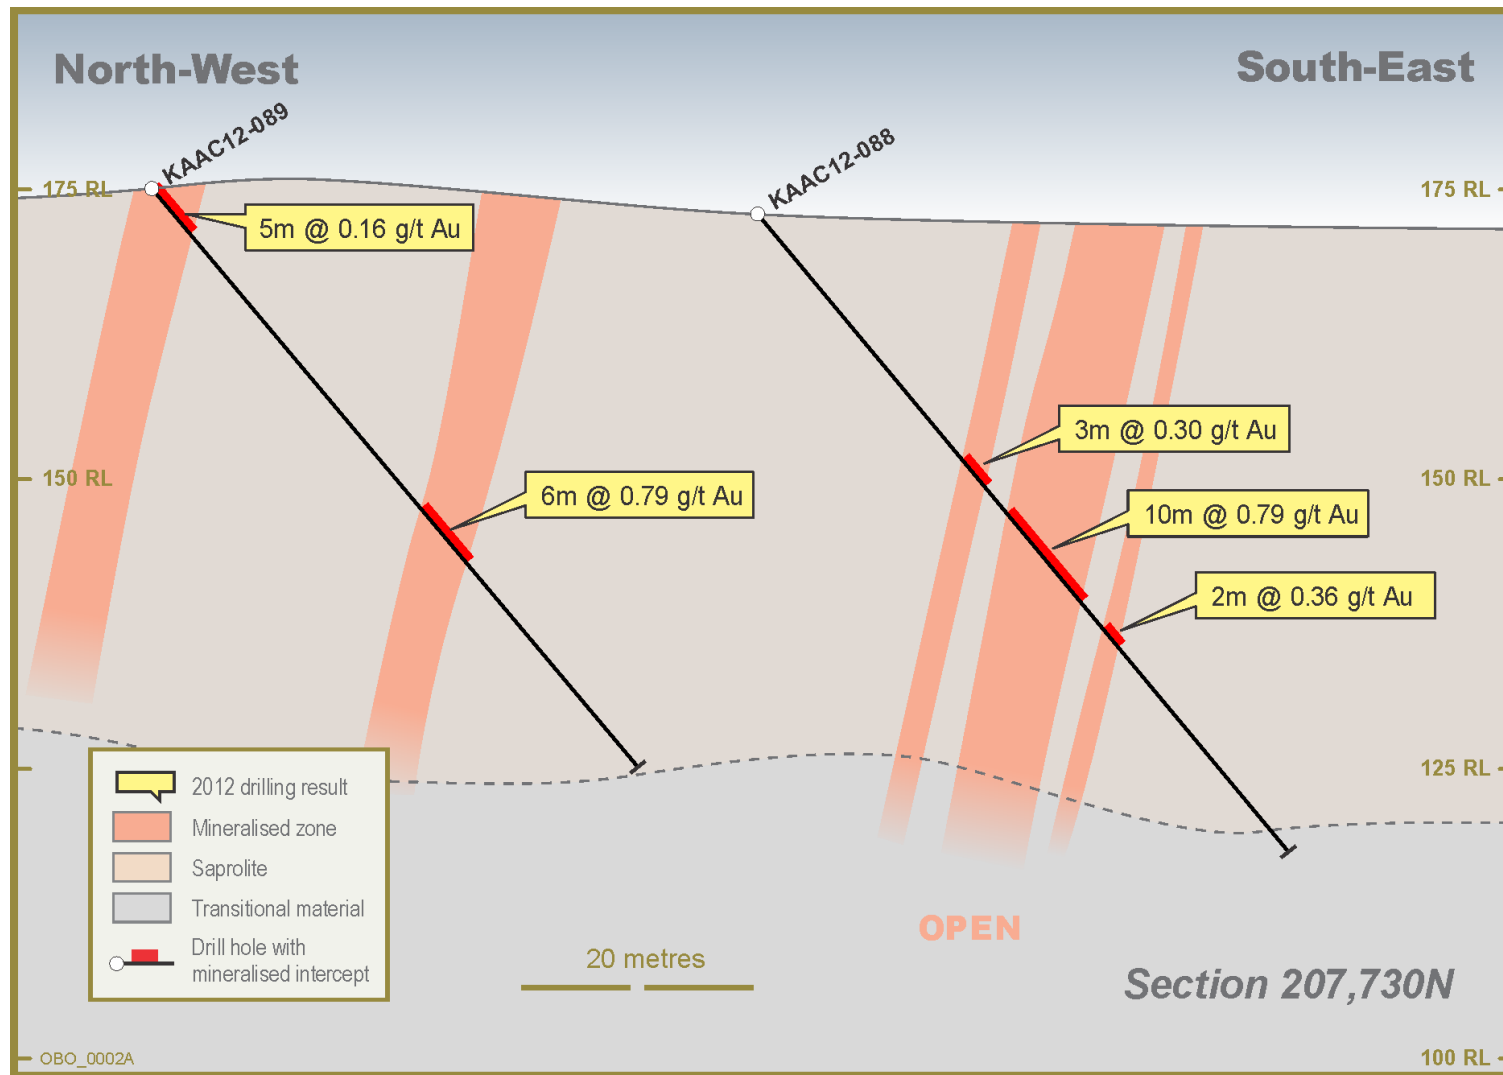 North-West
South-East
KAAC12-089
KAAC12-088
175 RL
175 RL
5m @ 0.16 g/t Au
3m @ 0.30 g/t Au
150 RL
150 RL
6m @ 0.79 g/t Au
10m @ 0.79 g/t Au
2m @ 0.36 g/t Au
125 RL
2012 drilling result
Mineralised zone
Saprolite
Transitional material
Drill hole with
mineralised intercept
OPEN
20 metres
Section 207,730N
OBO_0002A
100 RL